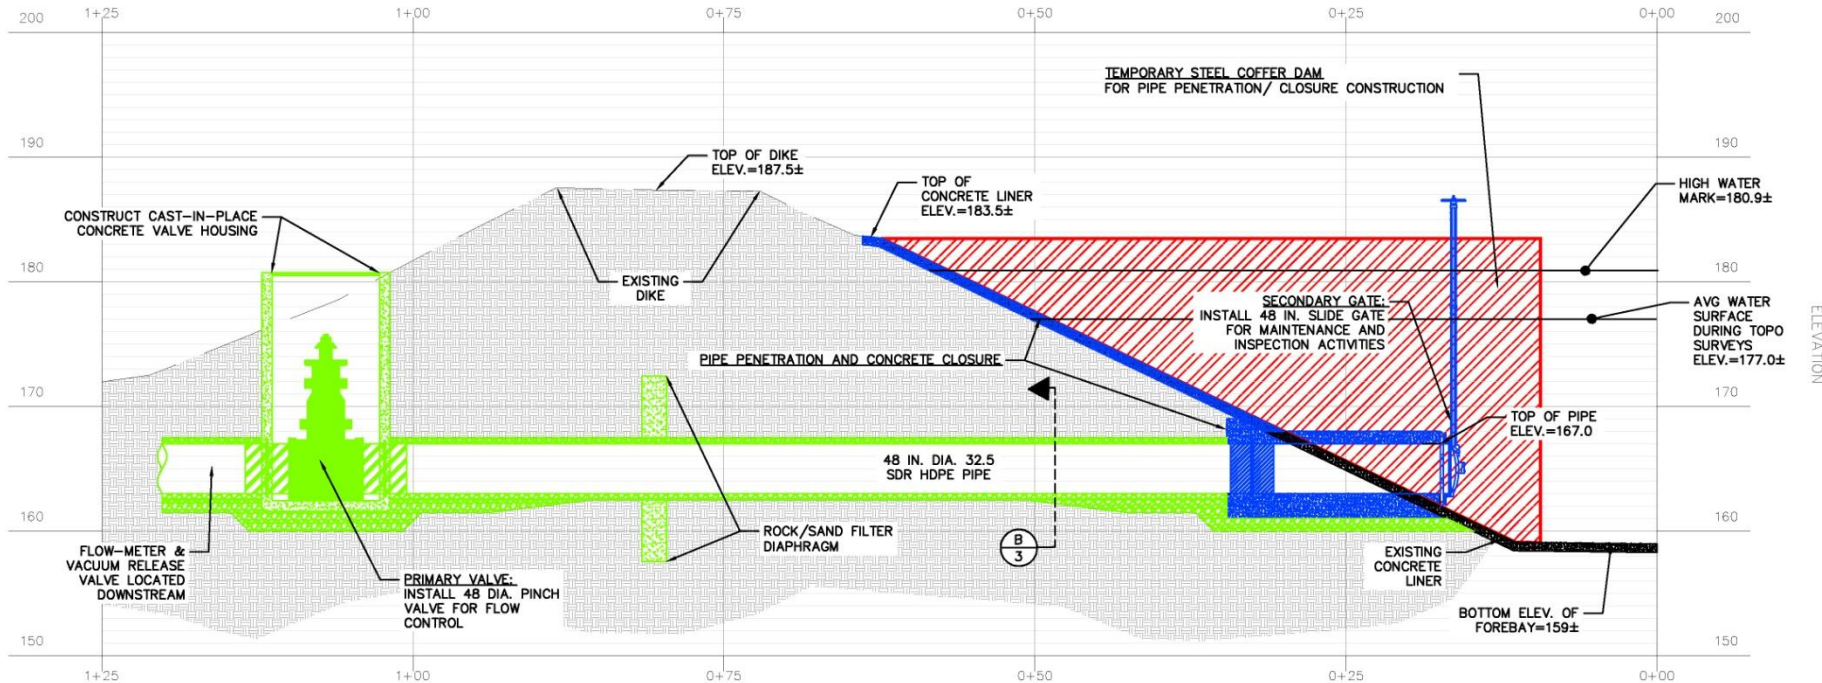 1+25
1+00
0+75
0+50
0+25
0+00
200
200
TEMPORARY STEEL COFFER DAM
FOR PIPE PENETRATION/ CLOSURE CONSTRUCTION
190
190
TOP OF DIKE
ELEV.=187.5±
TOP OF
CONCRETE LINER
ELEV.=183.5±
HIGH WATER
MARK=180.9±
CONSTRUCT CAST-IN-PLACE
CONCRETE VALVE HOUSING
180
180
EXISTING
DIKE
SECONDARY GATE:
INSTALL 48 IN. SLIDE GATE
FOR MAINTENANCE AND
INSPECTION ACTIVITIES
AVG WATER
SURFACE
DURING TOPO
SURVEYS
ELEV.=177.0±
ELEVATION
PIPE PENETRATION AND CONCRETE CLOSURE
170
170
TOP OF PIPE
ELEV.=167.0
48 IN. DIA. 32.5
SDR HDPE PIPE
160
160
ROCK/SAND FILTER
DIAPHRAGM
B
3
FLOW-METER &
VACUUM RELEASE
VALVE LOCATED
DOWNSTREAM
PRIMARY VALVE:
INSTALL 48 DIA. PINCH
VALVE FOR FLOW
CONTROL
EXISTING
CONCRETE
LINER
BOTTOM ELEV. OF
FOREBAY=159±
150
150
1+25
1+00
0+75
0+50
0+25
0+00